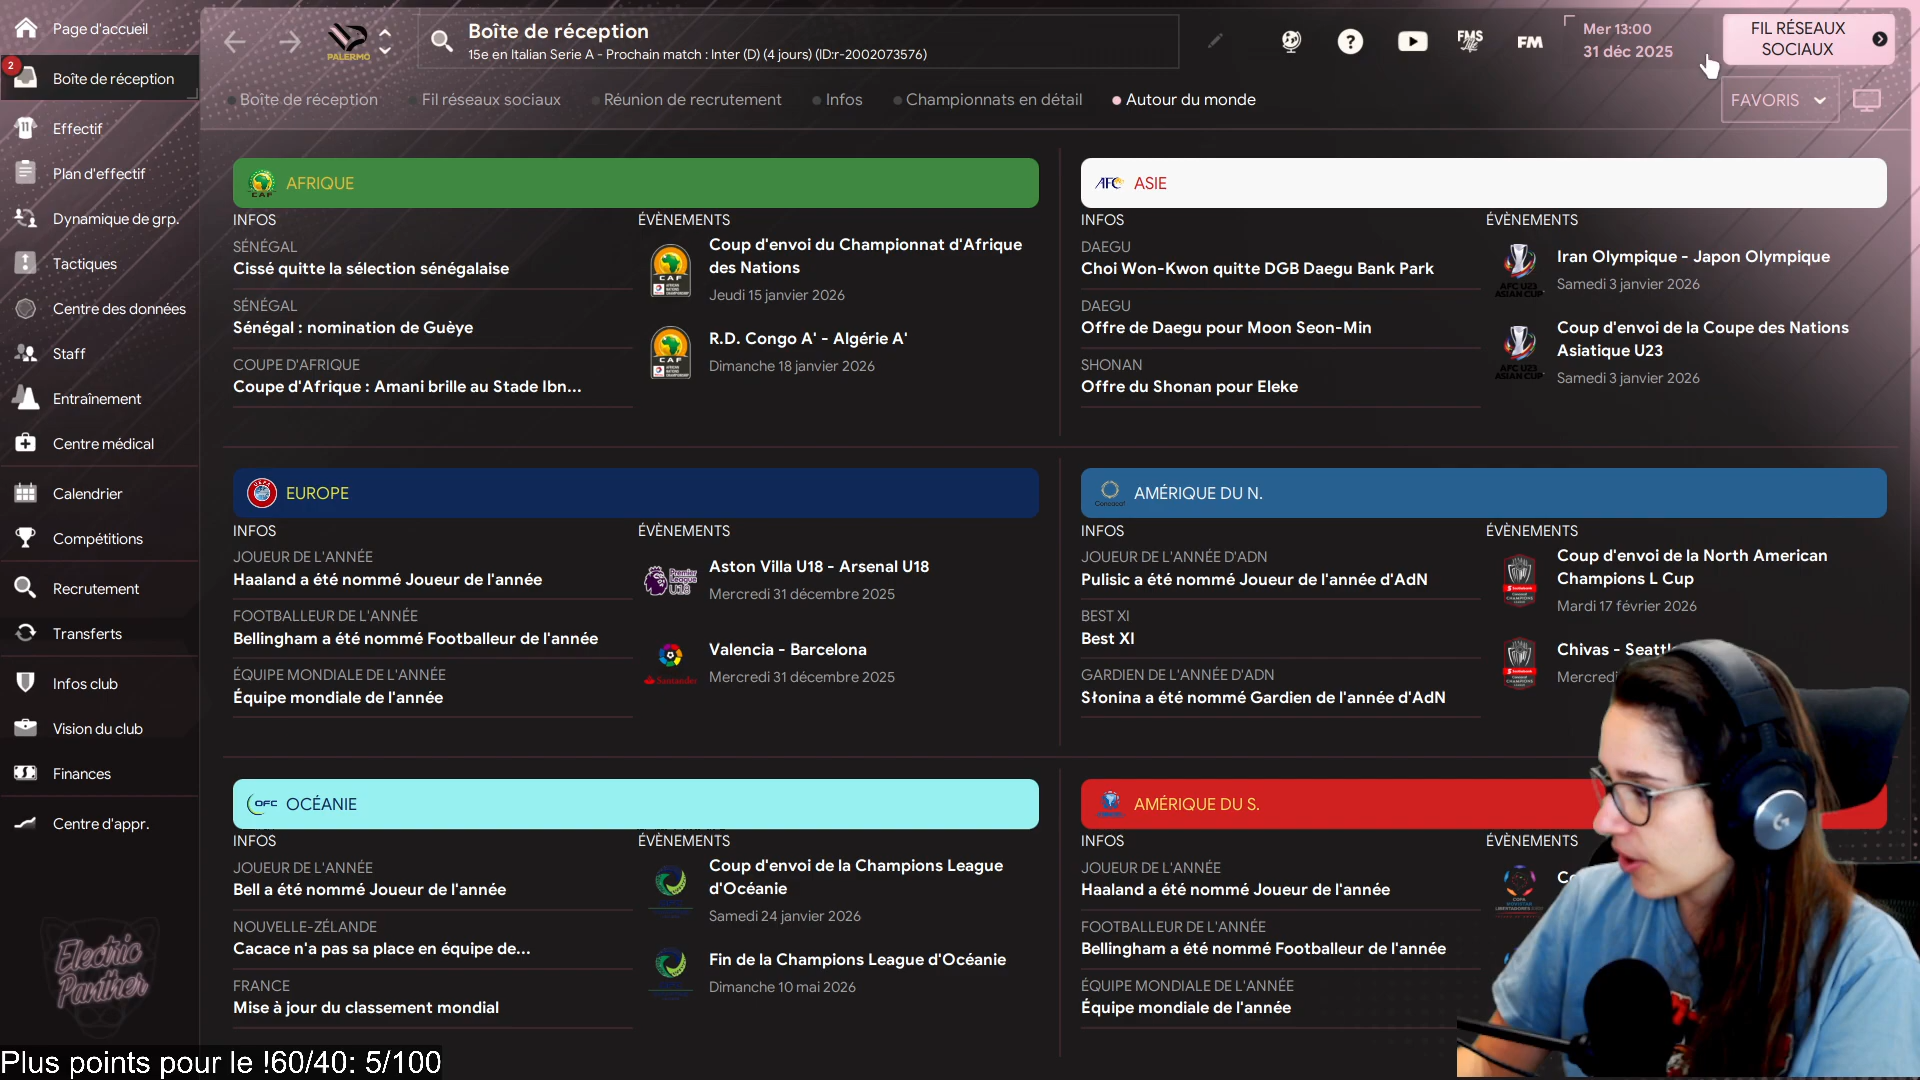 Page d'accueil
2
Boîte de réception
Effectif
Plan d'effectif
Dynamique de grp.
Tactiques
Centre des données
Staff
Entraînement
Centre médical
Calendrier
Compétitions
Recrutement
Transferts
Infos club
Vision du club
Finances
Centre d'appr.
Electric
Panther
PALERMO
Boîte de réception
15e en Italian Serie A - Prochain match : Inter (D) (4 jours) (ID:r-2002073576)
FMS
FM
Mer 13:00
31 déc 2025
FIL RÉSEAUX
SOCIAUX
Boîte de réception
Fil réseaux sociaux
Réunion de recrutement
Infos
Championnats en détail
Autour du monde
FAVORIS
AFRIQUE
INFOS
SÉNÉGAL
Cissé quitte la sélection sénégalaise
SÉNÉGAL
Sénégal : nomination de Guèye
COUPE D'AFRIQUE
Coupe d'Afrique : Amani brille au Stade Ibn...
ÉVÈNEMENTS
Coup d'envoi du Championnat d'Afrique
des Nations
Jeudi 15 janvier 2026
R.D. Congo A' - Algérie A'
Dimanche 18 janvier 2026
AFC
ASIE
INFOS
DAEGU
Choi Won-Kwon quitte DGB Daegu Bank Park
DAEGU
Offre de Daegu pour Moon Seon-Min
SHONAN
Offre du Shonan pour Eleke
ÉVÈNEMENTS
Iran Olympique - Japon Olympique
Samedi 3 janvier 2026
Coup d'envoi de la Coupe des Nations
Asiatique U23
Samedi 3 janvier 2026
EUROPE
INFOS
JOUEUR DE L'ANNÉE
Haaland a été nommé Joueur de l'année
FOOTBALLEUR DE L'ANNÉE
Bellingham a été nommé Footballeur de l'année
ÉQUIPE MONDIALE DE L'ANNÉE
Équipe mondiale de l'année
ÉVÈNEMENTS
Aston Villa U18 - Arsenal U18
Mercredi 31 décembre 2025
Valencia - Barcelona
Mercredi 31 décembre 2025
AMÉRIQUE DU N.
INFOS
JOUEUR DE L'ANNÉE D'ADN
Pulisic a été nommé Joueur de l'année d'AdN
BEST XI
Best XI
GARDIEN DE L'ANNÉE D'ADN
Słonina a été nommé Gardien de l'année d'AdN
ÉVÈNEMENTS
Coup d'envoi de la North American
Champions L Cup
Mardi 17 février 2026
Chivas - Seattl
Mercred
OFC
OCÉANIE
INFOS
JOUEUR DE L'ANNÉE
Bell a été nommé Joueur de l'année
NOUVELLE-ZÉLANDE
Cacace n'a pas sa place en équipe de...
FRANCE
Mise à jour du classement mondial
ÉVÈNEMENTS
Coup d'envoi de la Champions League
d'Océanie
Samedi 24 janvier 2026
Fin de la Champions League d'Océanie
Dimanche 10 mai 2026
AMÉRIQUE DU S.
INFOS
JOUEUR DE L'ANNÉE
Haaland a été nommé Joueur de l'année
FOOTBALLEUR DE L'ANNÉE
Bellingham a été nommé Footballeur de l'année
ÉQUIPE MONDIALE DE L'ANNÉE
Équipe mondiale de l'année
ÉVÈNEMENTS
Plus points pour le !60/40: 5/100